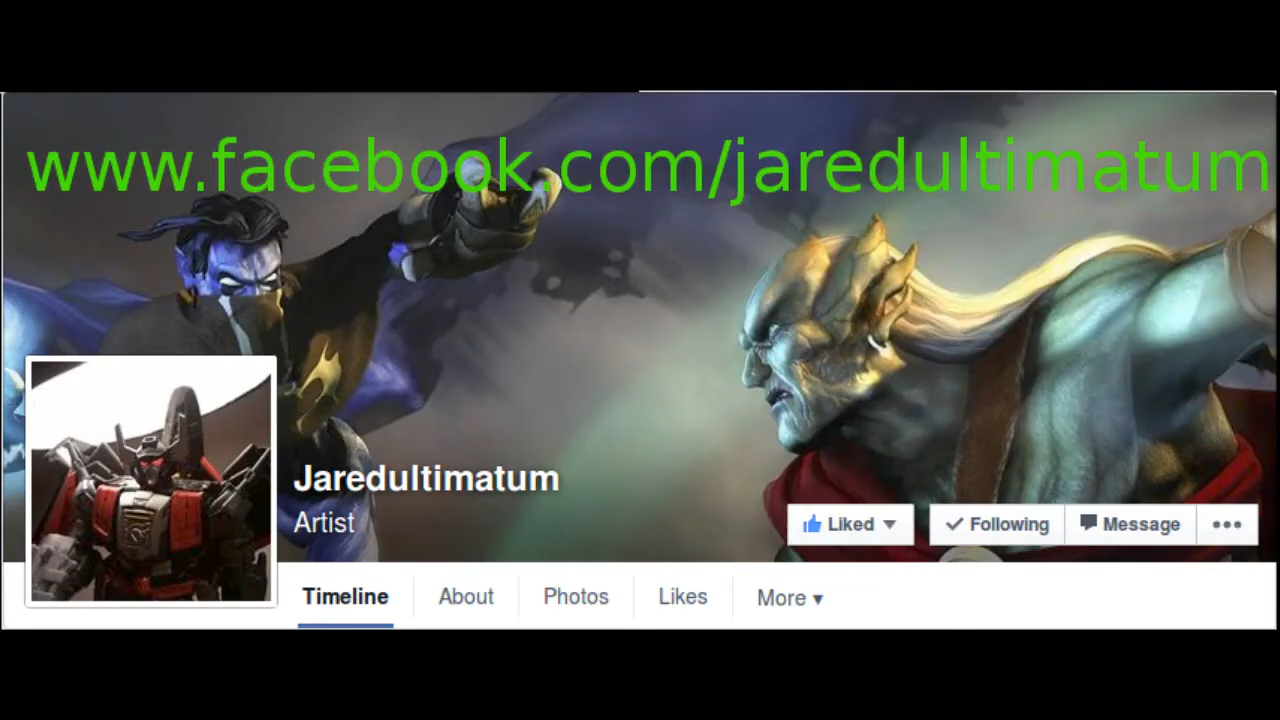 www.facebook.com/jaredultimatum
Jaredultimatum
Artist
Liked
Following
Message
Timeline
About
Photos
Likes
More